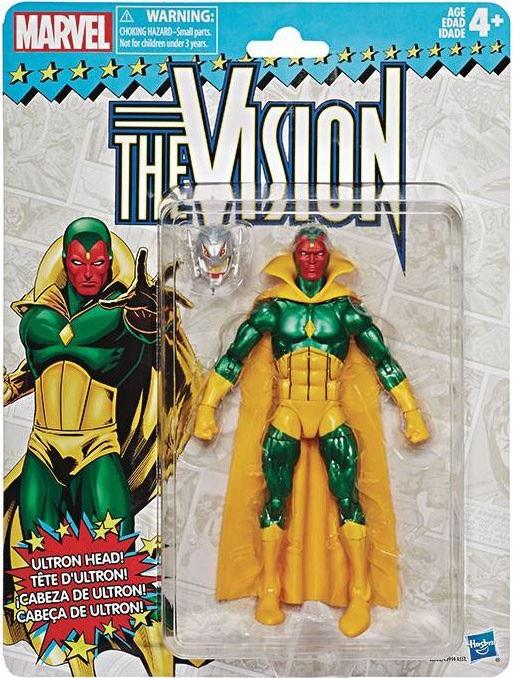 MARVEL
⚠ WARNING:
CHOKING HAZARD-Small parts.
Not for children under 3 years.
AGE
EDAD
IDADE
4+
THE VISION
ULTRON HEAD!
TÊTE D'ULTRON!
¡CABEZA DE ULTRON!
CABEÇA DE ULTRON!
Hasbro